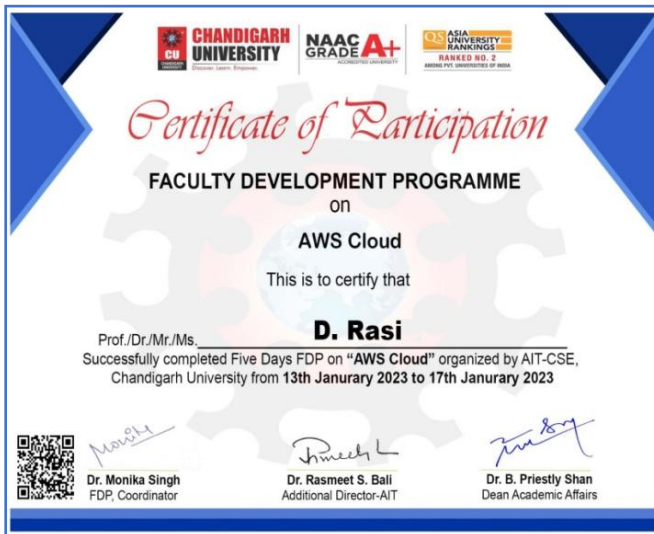 CU
CHANDIGARH
UNIVERSITY
CHANDIGARH
UNIVERSITY
Discover. Learn. Empower.
NAAC
GRADE A+
ACCREDITED UNIVERSITY
QS ASIA
UNIVERSITY
RANKINGS
RANKED NO. 2
AMONG PVT. UNIVERSITIES OF INDIA
Certificate of Participation
FACULTY DEVELOPMENT PROGRAMME
on
AWS Cloud
This is to certify that
Prof./Dr./Mr./Ms. D. Rasi
Successfully completed Five Days FDP on “AWS Cloud” organized by AIT-CSE,
Chandigarh University from 13th Janurary 2023 to 17th Janurary 2023
Monika
Dr. Monika Singh
FDP, Coordinator
Dr. Rasmeet S. Bali
Additional Director-AIT
Dr. B. Priestly Shan
Dean Academic Affairs